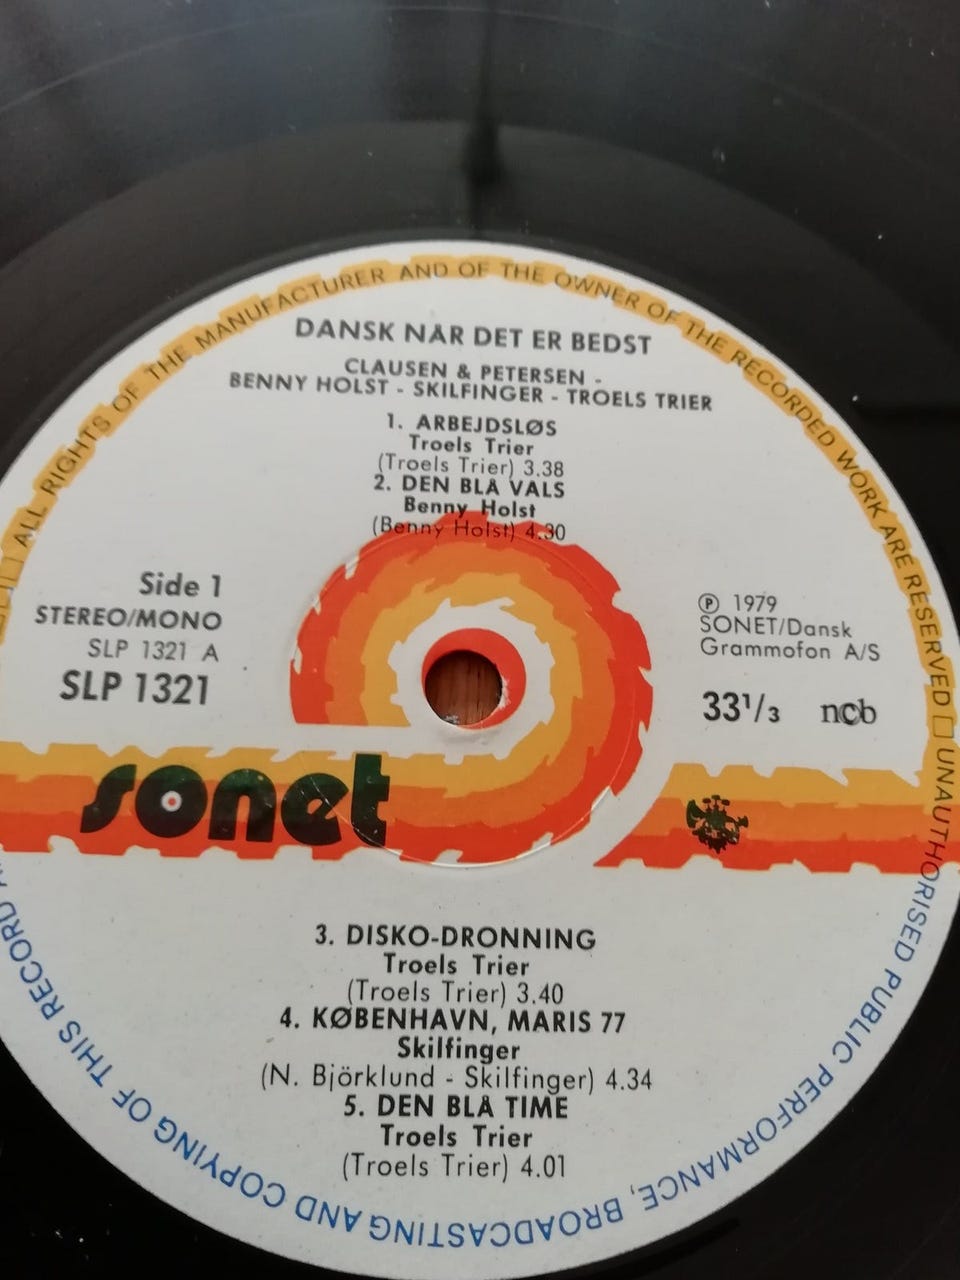 ALL RIGHTS OF THE MANUFACTURER AND OF THE OWNER OF THE RECORDED WORK ARE RESERVED □ UNAUTHORISED PUBLIC PERFORMANCE, BROADCASTING AND COPYING OF THIS RECORD
DANSK NÅR DET ER BEDST
CLAUSEN & PETERSEN -
BENNY HOLST - SKILFINGER - TROELS TRIER
1. ARBEJDSLØS
Troels Trier
(Troels Trier) 3.38
2. DEN BLÅ VALS
Benny Holst
(Benny Holst) 4.30
Side 1
STEREO/MONO
SLP 1321 A
SLP 1321
℗ 1979
SONET/Dansk
Grammofon A/S
33 1/3 ncb
sonet
3. DISKO-DRONNING
Troels Trier
(Troels Trier) 3.40
4. KØBENHAVN, MARIS 77
Skilfinger
(N. Björklund - Skilfinger) 4.34
5. DEN BLÅ TIME
Troels Trier
(Troels Trier) 4.01